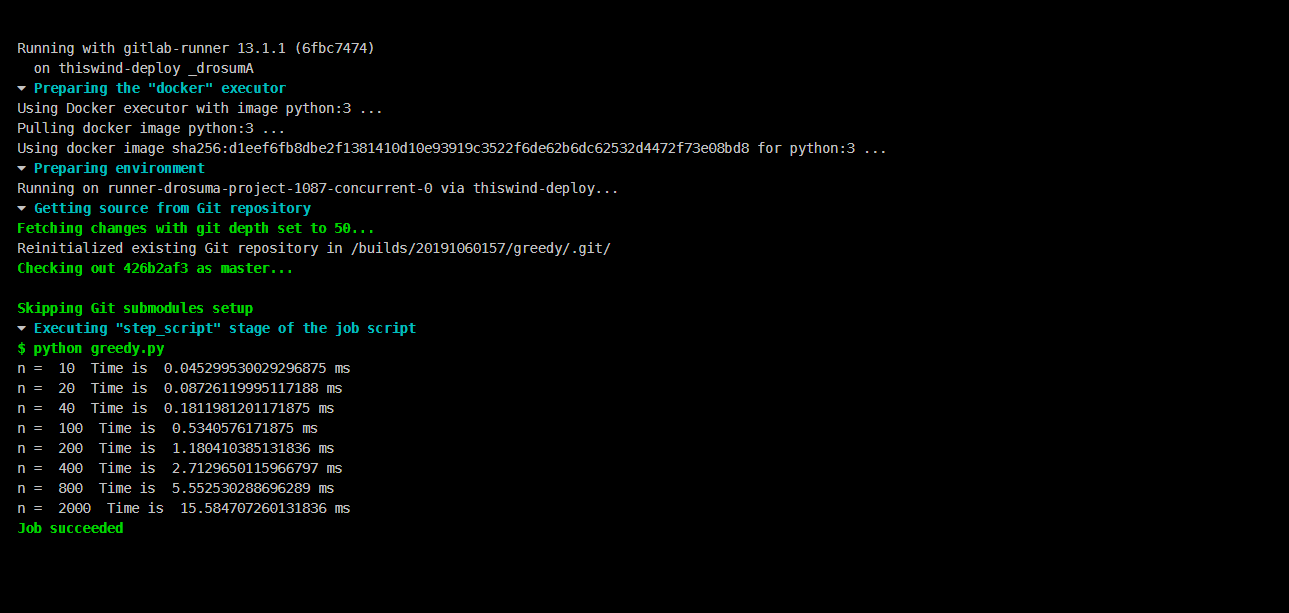 Running with gitlab-runner 13.1.1 (6fbc7474)
on thiswind-deploy _drosumA
Preparing the "docker" executor
Using Docker executor with image python:3 ...
Pulling docker image python:3 ...
Using docker image sha256:d1eef6fb8dbe2f1381410d10e93919c3522f6de62b6dc62532d4472f73e08bd8 for python:3 ...
Preparing environment
Running on runner-drosuma-project-1087-concurrent-0 via thiswind-deploy...
Getting source from Git repository
Fetching changes with git depth set to 50...
Reinitialized existing Git repository in /builds/20191060157/greedy/.git/
Checking out 426b2af3 as master...
Skipping Git submodules setup
Executing "step_script" stage of the job script
$ python greedy.py
n =  10  Time is  0.045299530029296875 ms
n =  20  Time is  0.08726119995117188 ms
n =  40  Time is  0.1811981201171875 ms
n =  100  Time is  0.5340576171875 ms
n =  200  Time is  1.180410385131836 ms
n =  400  Time is  2.7129650115966797 ms
n =  800  Time is  5.552530288696289 ms
n =  2000  Time is  15.584707260131836 ms
Job succeeded